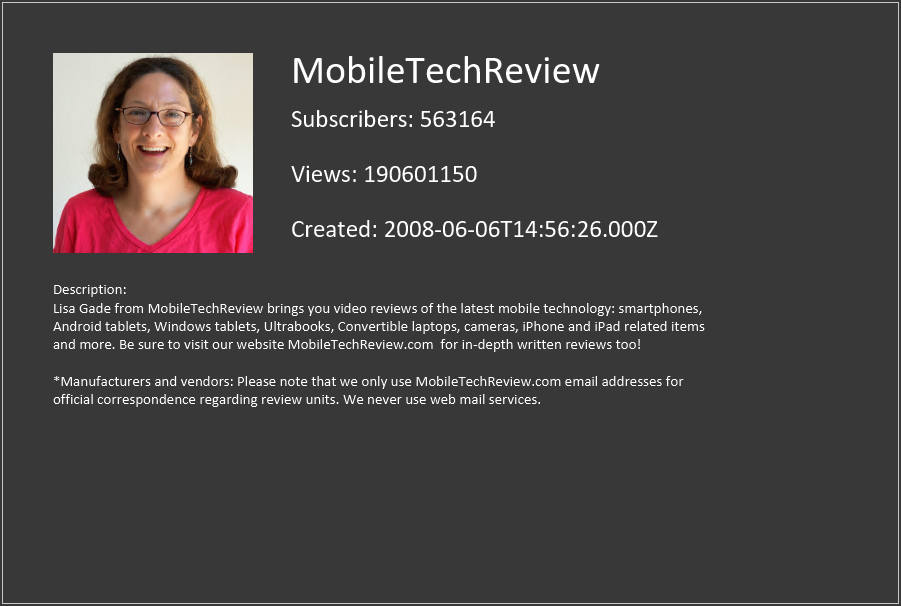 MobileTechReview
Subscribers: 563164
Views: 190601150
Created: 2008-06-06T14:56:26.000Z
Description:
Lisa Gade from MobileTechReview brings you video reviews of the latest mobile technology: smartphones,
Android tablets, Windows tablets, Ultrabooks, Convertible laptops, cameras, iPhone and iPad related items
and more. Be sure to visit our website MobileTechReview.com  for in-depth written reviews too!
*Manufacturers and vendors: Please note that we only use MobileTechReview.com email addresses for
official correspondence regarding review units. We never use web mail services.